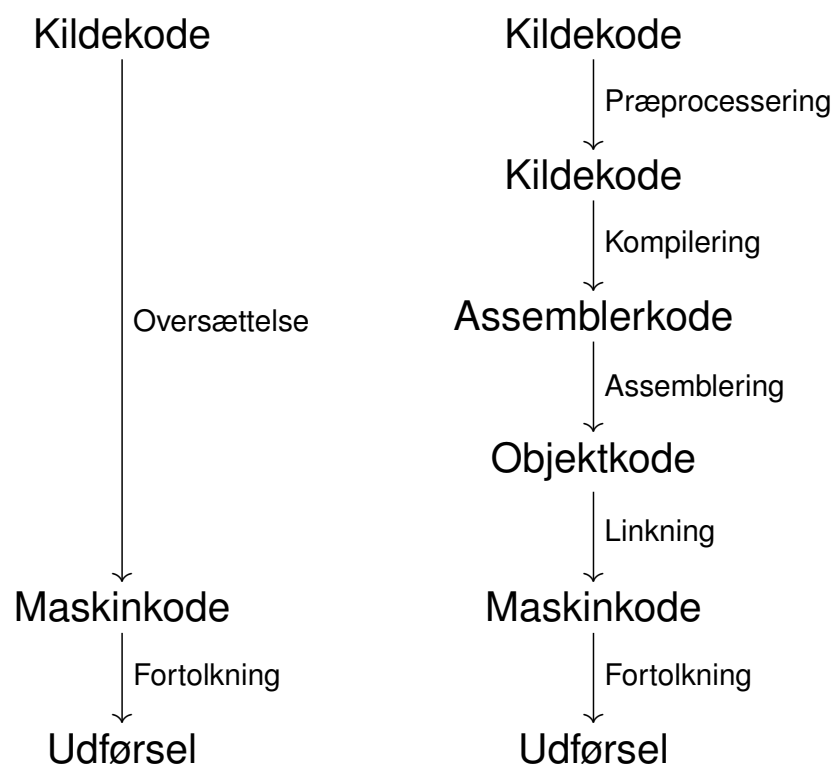 Kildekode
Oversættelse
Maskinkode
Fortolkning
Udførsel
Kildekode
Præprocessering
Kildekode
Kompilering
Assemblerkode
Assemblering
Objektkode
Linkning
Maskinkode
Fortolkning
Udførsel